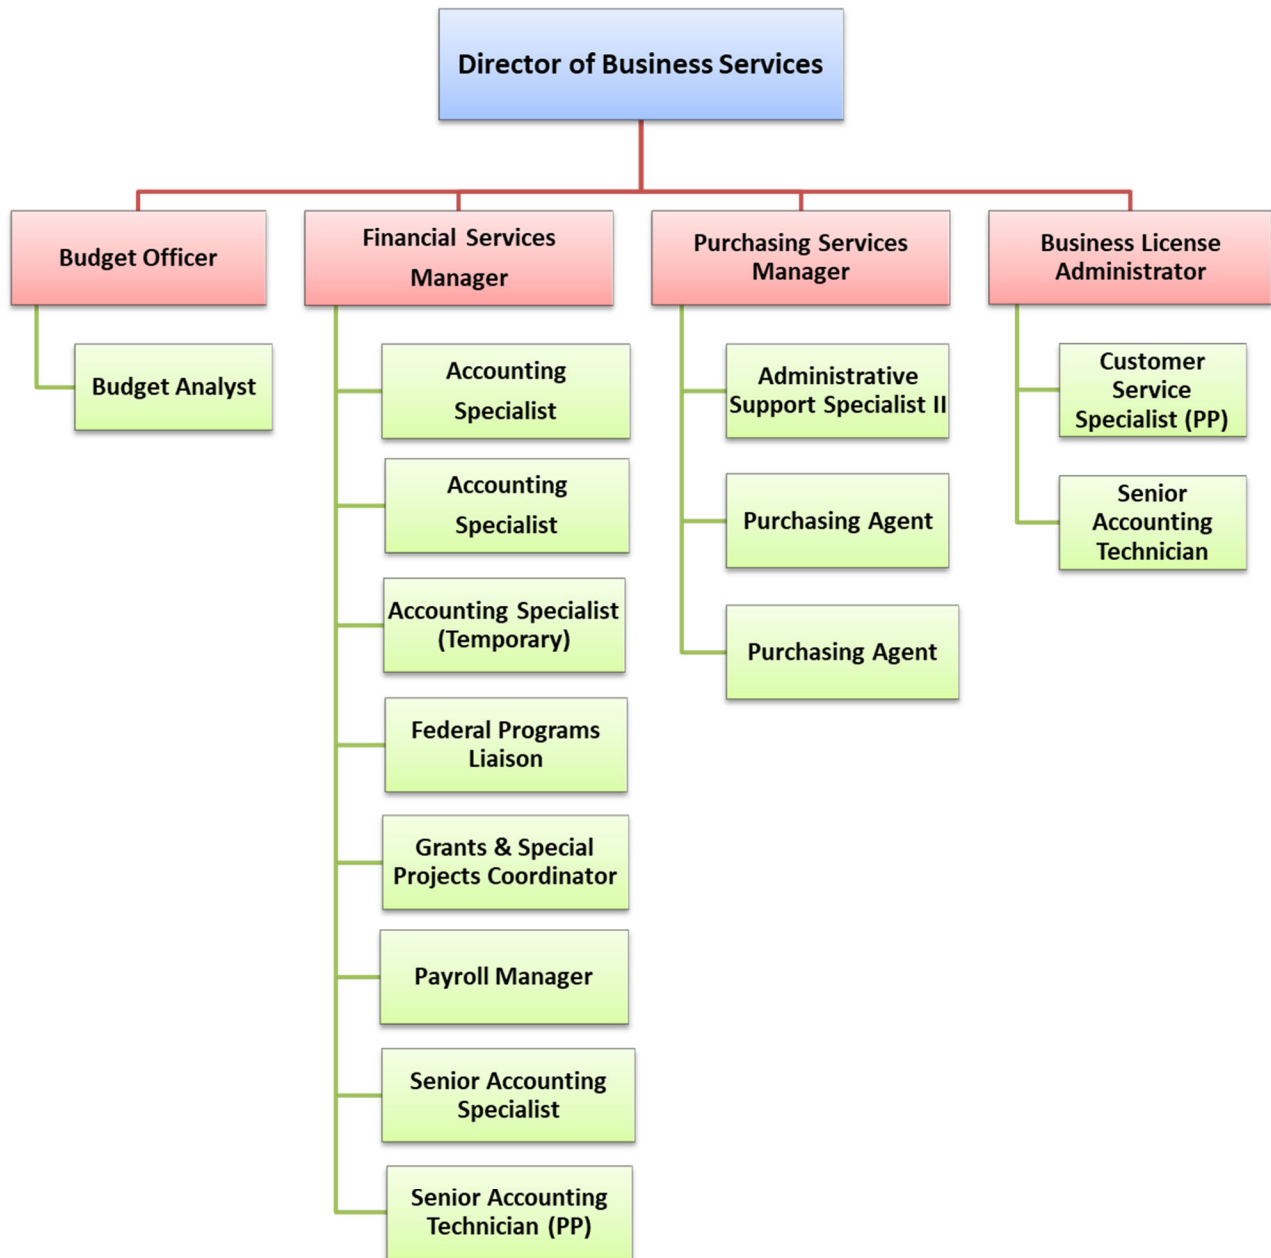 Director of Business Services
Budget Officer
Financial Services
Manager
Purchasing Services
Manager
Business License
Administrator
Budget Analyst
Accounting
Specialist
Accounting
Specialist
Accounting Specialist
(Temporary)
Federal Programs
Liaison
Grants & Special
Projects Coordinator
Payroll Manager
Senior Accounting
Specialist
Senior Accounting
Technician (PP)
Administrative
Support Specialist II
Purchasing Agent
Purchasing Agent
Customer
Service
Specialist (PP)
Senior
Accounting
Technician